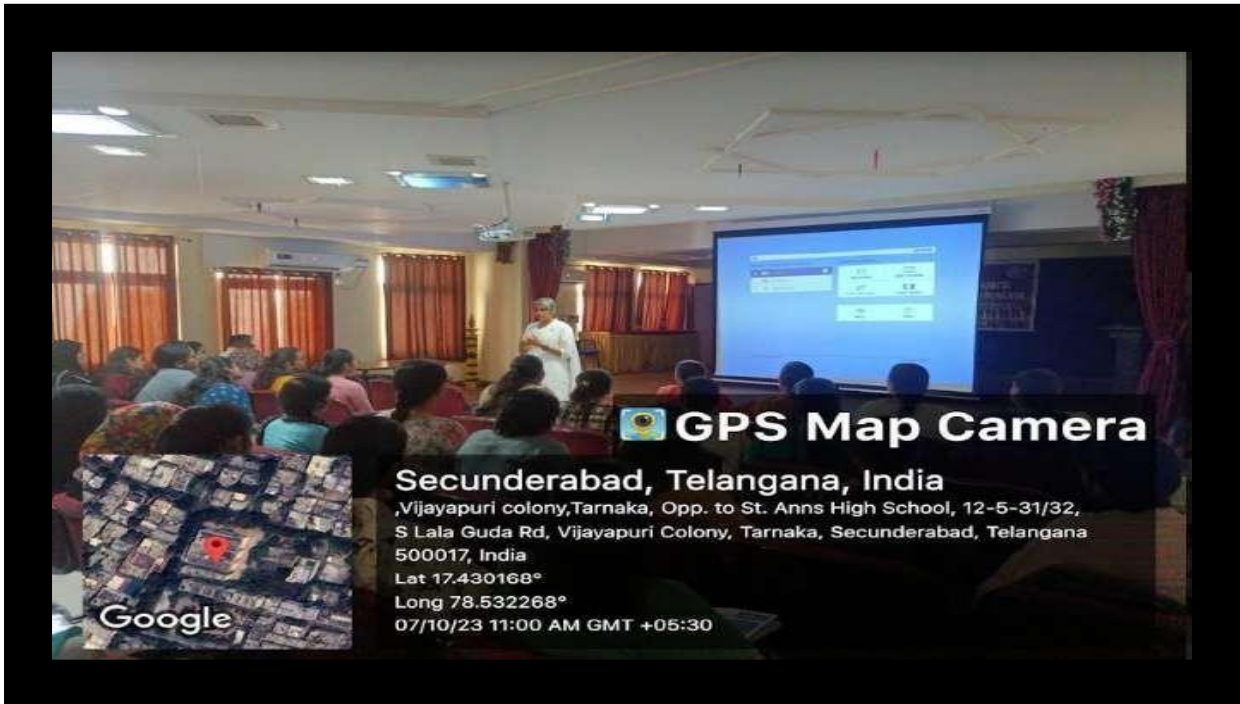 GPS Map Camera
Secunderabad, Telangana, India
,Vijayapuri colony,Tarnaka, Opp. to St. Anns High School, 12-5-31/32,
S Lala Guda Rd, Vijayapuri Colony, Tarnaka, Secunderabad, Telangana
500017, India
Lat 17.430168°
Long 78.532268°
07/10/23 11:00 AM GMT +05:30
Google